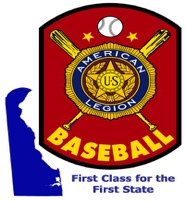 AMERICAN
US
LEGION
BASEBALL
First Class for the
First State